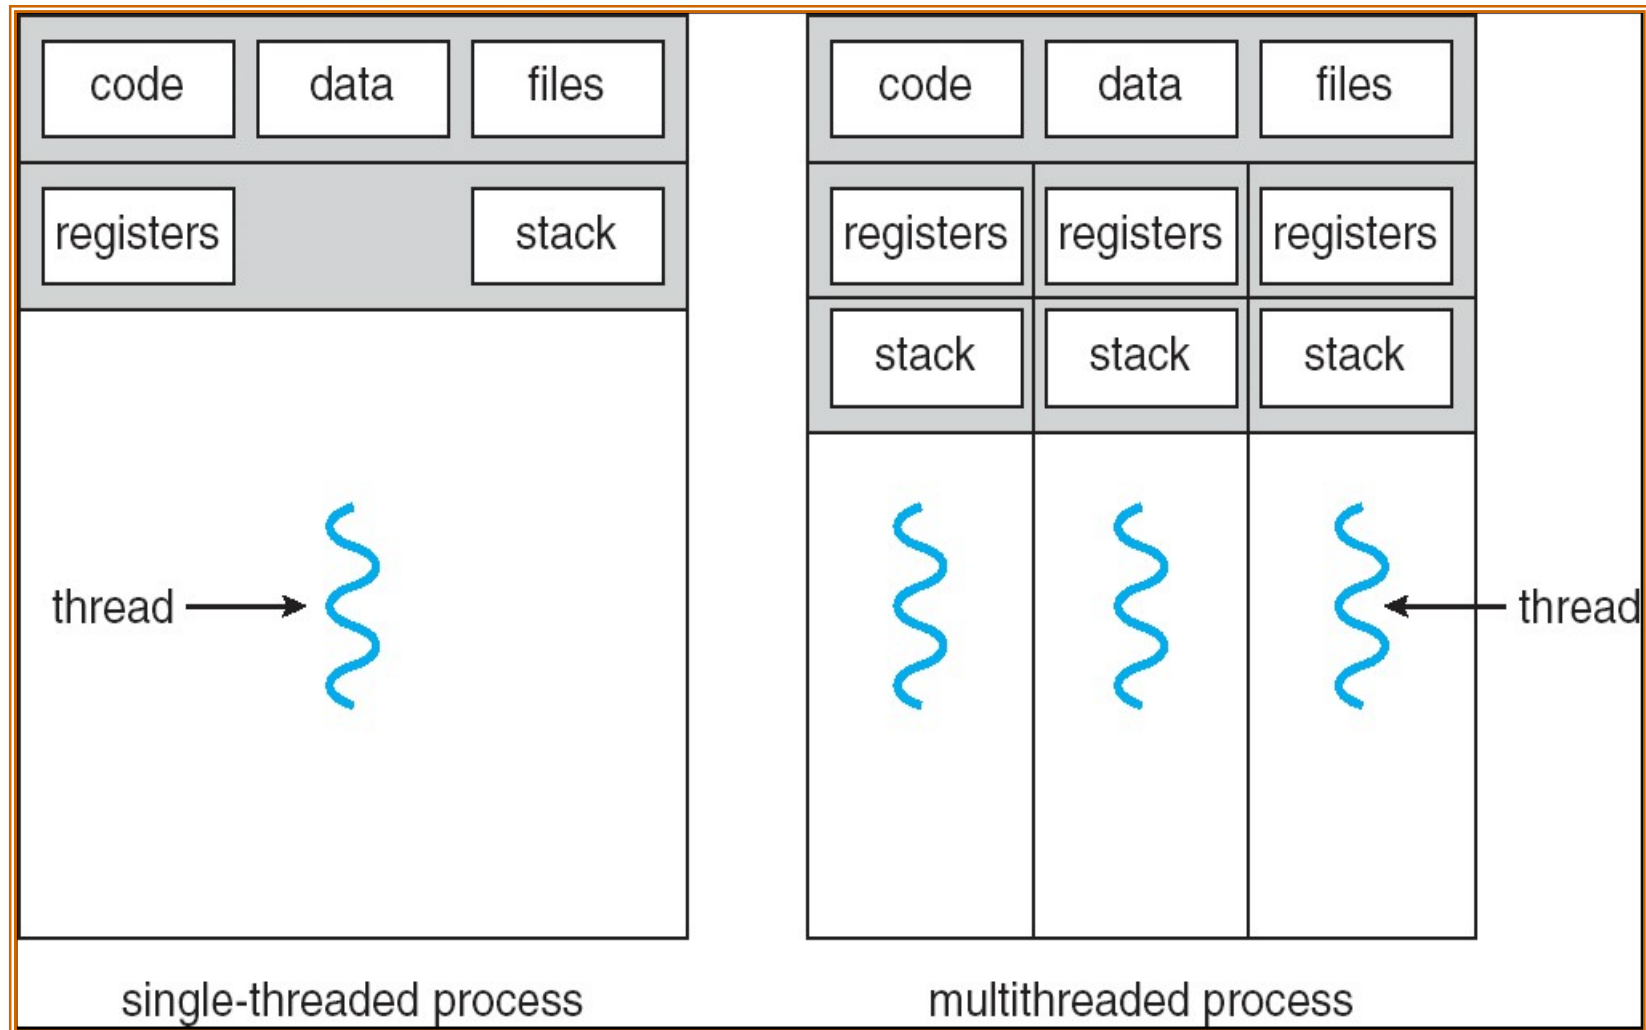 code data files
registers stack
thread
single-threaded process
code data files
registers registers registers
stack stack stack
thread
multithreaded process